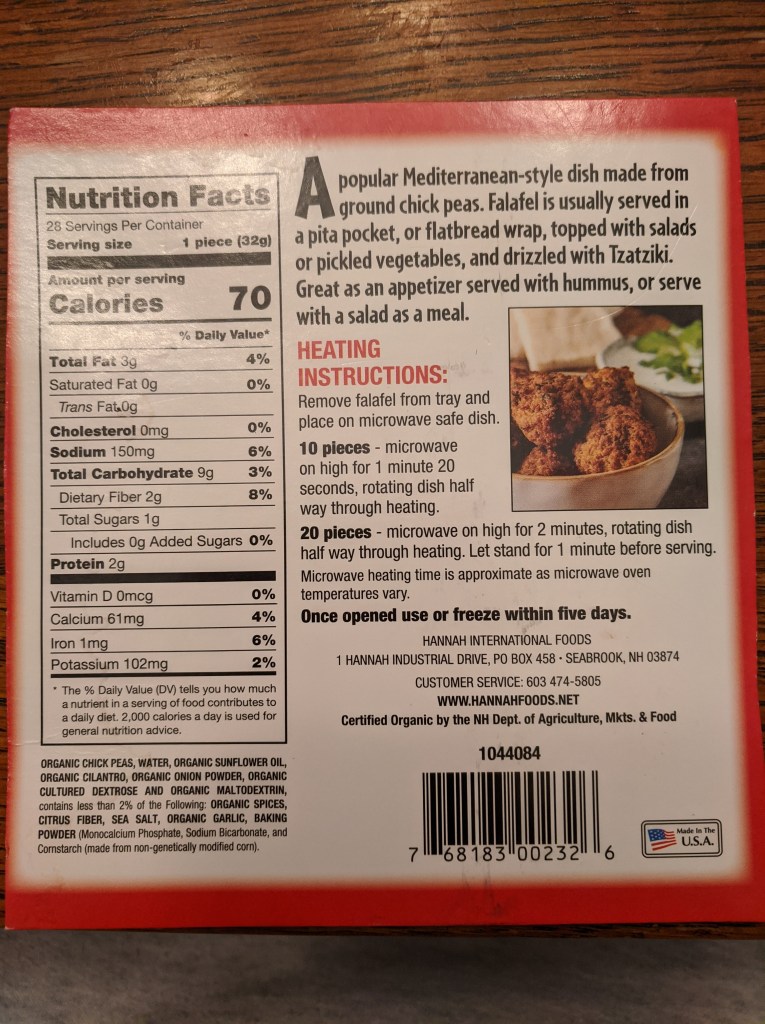 Nutrition Facts
28 Servings Per Container
Serving size 1 piece (32g)
Amount per serving
Calories 70
% Daily Value*
Total Fat 3g 4%
Saturated Fat 0g 0%
Trans Fat 0g
Cholesterol 0mg 0%
Sodium 150mg 6%
Total Carbohydrate 9g 3%
Dietary Fiber 2g 8%
Total Sugars 1g
Includes 0g Added Sugars 0%
Protein 2g
Vitamin D 0mcg 0%
Calcium 61mg 4%
Iron 1mg 6%
Potassium 102mg 2%
* The % Daily Value (DV) tells you how much
a nutrient in a serving of food contributes to
a daily diet. 2,000 calories a day is used for
general nutrition advice.
ORGANIC CHICK PEAS, WATER, ORGANIC SUNFLOWER OIL,
ORGANIC CILANTRO, ORGANIC ONION POWDER, ORGANIC
CULTURED DEXTROSE AND ORGANIC MALTODEXTRIN,
contains less than 2% of the Following: ORGANIC SPICES,
CITRUS FIBER, SEA SALT, ORGANIC GARLIC, BAKING
POWDER (Monocalcium Phosphate, Sodium Bicarbonate, and
Cornstarch (made from non-genetically modified corn).
A popular Mediterranean-style dish made from
ground chick peas. Falafel is usually served in
a pita pocket, or flatbread wrap, topped with salads
or pickled vegetables, and drizzled with Tzatziki.
Great as an appetizer served with hummus, or serve
with a salad as a meal.
HEATING
INSTRUCTIONS:
Remove falafel from tray and
place on microwave safe dish.
10 pieces - microwave
on high for 1 minute 20
seconds, rotating dish half
way through heating.
20 pieces - microwave on high for 2 minutes, rotating dish
half way through heating. Let stand for 1 minute before serving.
Microwave heating time is approximate as microwave oven
temperatures vary.
Once opened use or freeze within five days.
HANNAH INTERNATIONAL FOODS
1 HANNAH INDUSTRIAL DRIVE, PO BOX 458 • SEABROOK, NH 03874
CUSTOMER SERVICE: 603 474-5805
WWW.HANNAHFOODS.NET
Certified Organic by the NH Dept. of Agriculture, Mkts. & Food
1044084
7 68183 00232 6
Made In The
U.S.A.